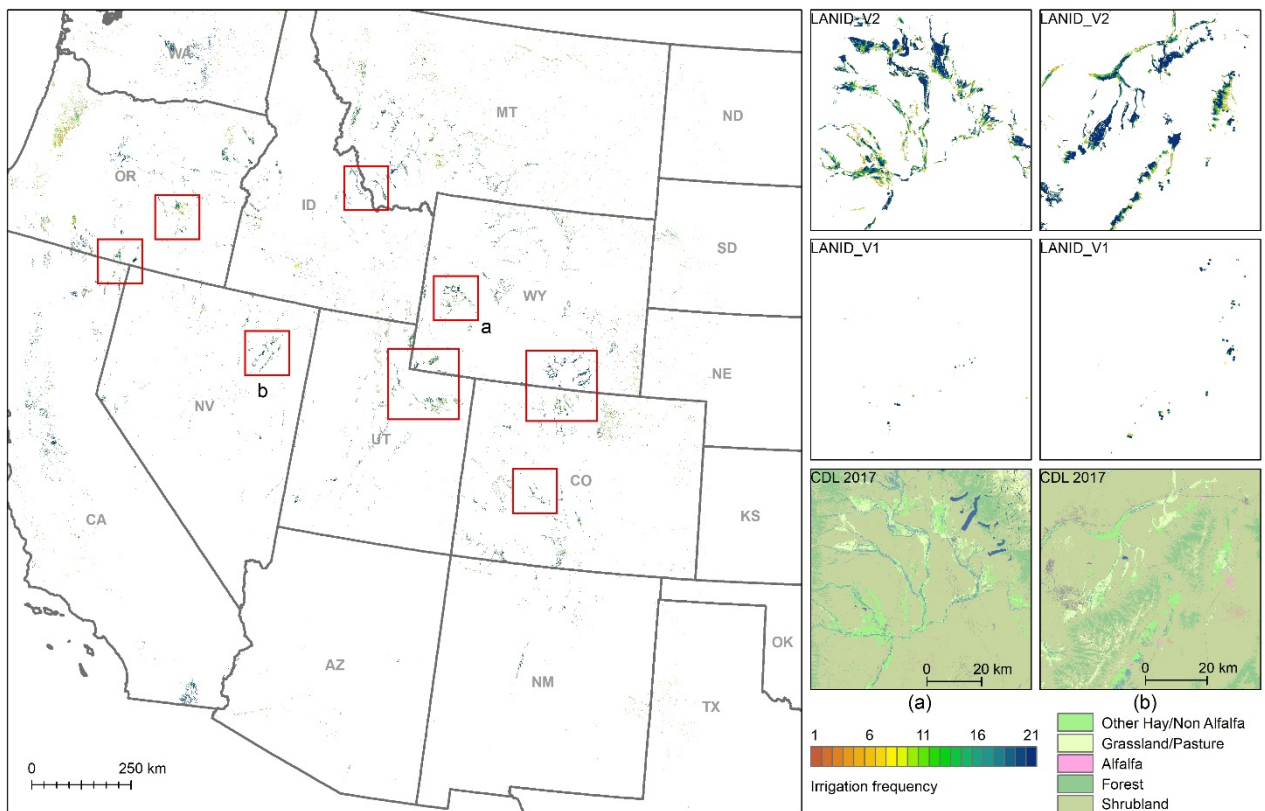 WA
MT
ND
OR
ID
SD
WY
a
NE
b
NV
UT
CO
CA
KS
AZ
NM
OK
TX
0 250 km
LANID_V2
LANID_V2
LANID_V1
LANID_V1
CDL 2017
0 20 km
CDL 2017
0 20 km
(a)
(b)
1 6 11 16 21
Irrigation frequency
Other Hay/Non Alfalfa
Grassland/Pasture
Alfalfa
Forest
Shrubland